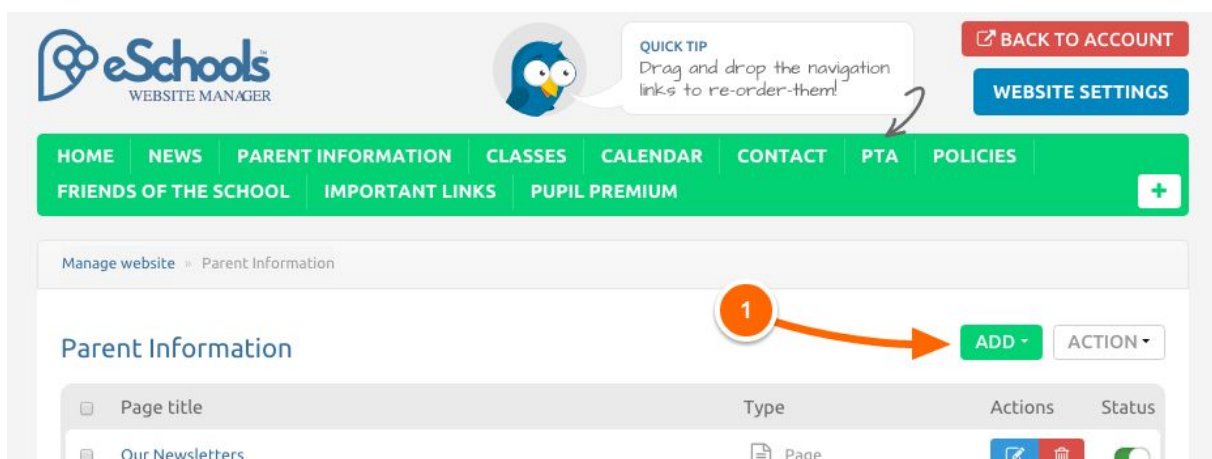 eSchools
WEBSITE MANAGER
QUICK TIP
Drag and drop the navigation
links to re-order-them!
BACK TO ACCOUNT
WEBSITE SETTINGS
HOME NEWS PARENT INFORMATION CLASSES CALENDAR CONTACT PTA POLICIES
FRIENDS OF THE SCHOOL IMPORTANT LINKS PUPIL PREMIUM +
Manage website » Parent Information
1
Parent Information ADD ACTION
Page title Type Actions Status
Our Newsletters Page